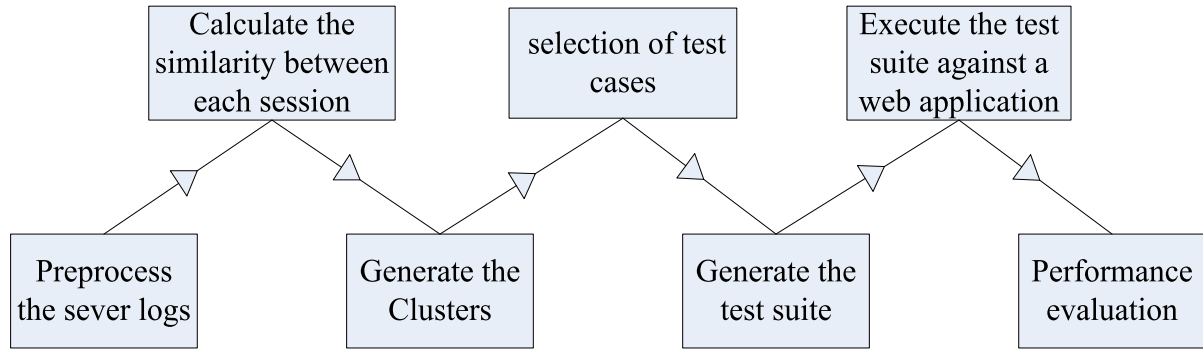 Calculate the
similarity between
each session
selection of test
cases
Execute the test
suite against a
web application
Preprocess
the sever logs
Generate the
Clusters
Generate the
test suite
Performance
evaluation